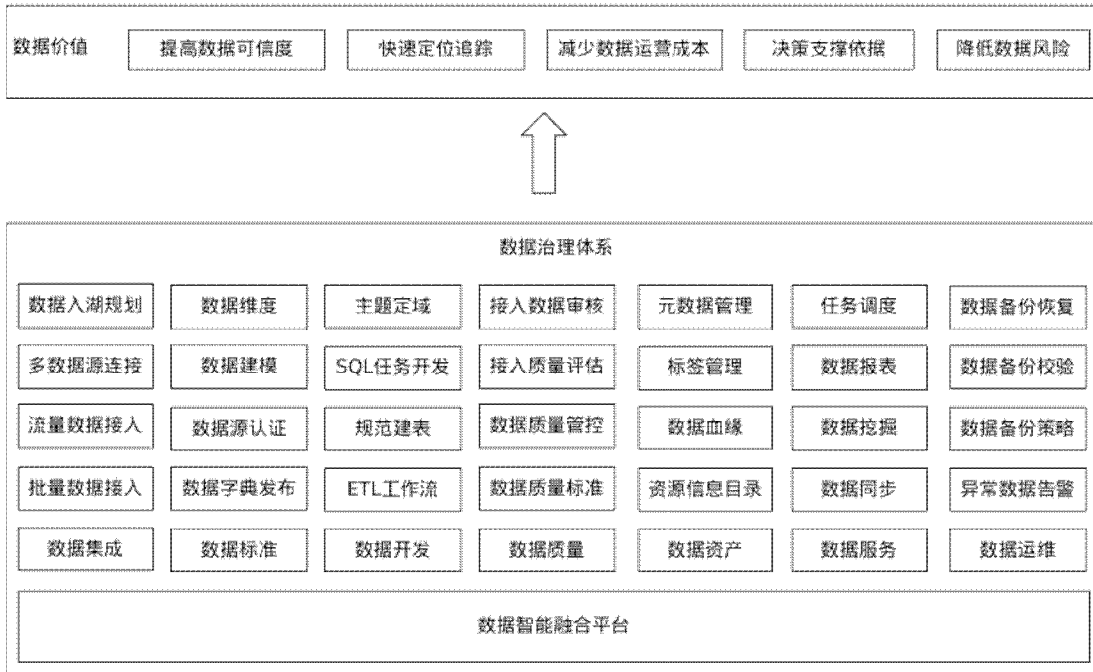 数据价值 提高数据可信度 快速定位追踪 减少数据运营成本 决策支撑依据 降低数据风险
数据治理体系
数据入湖规划 数据维度 主题定域 接入数据审核 元数据管理 任务调度 数据备份恢复
多数据源连接 数据建模 SQL任务开发 接入质量评估 标签管理 数据报表 数据备份校验
流量数据接入 数据源认证 规范建表 数据质量管控 数据血缘 数据挖掘 数据备份策略
批量数据接入 数据字典发布 ETL工作流 数据质量标准 资源信息目录 数据同步 异常数据告警
数据集成 数据标准 数据开发 数据质量 数据资产 数据服务 数据运维
数据智能融合平台